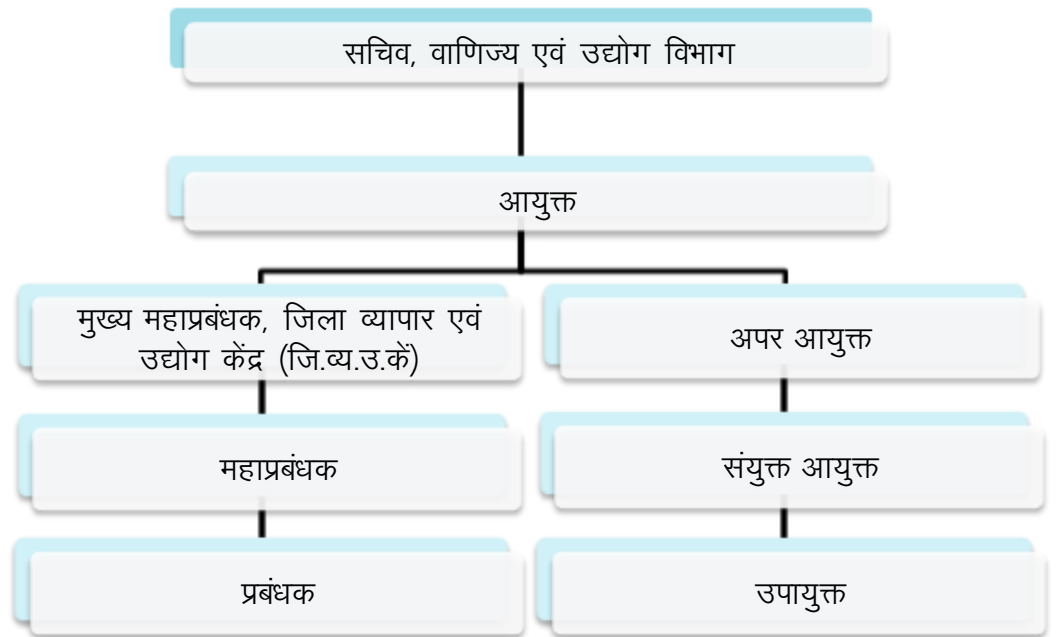 सचिव, वाणिज्य एवं उद्योग विभाग
आयुक्त
मुख्य महाप्रबंधक, जिला व्यापार एवं
उद्योग केंद्र (जि.व्य.उ.कें)
अपर आयुक्त
महाप्रबंधक
संयुक्त आयुक्त
प्रबंधक
उपायुक्त